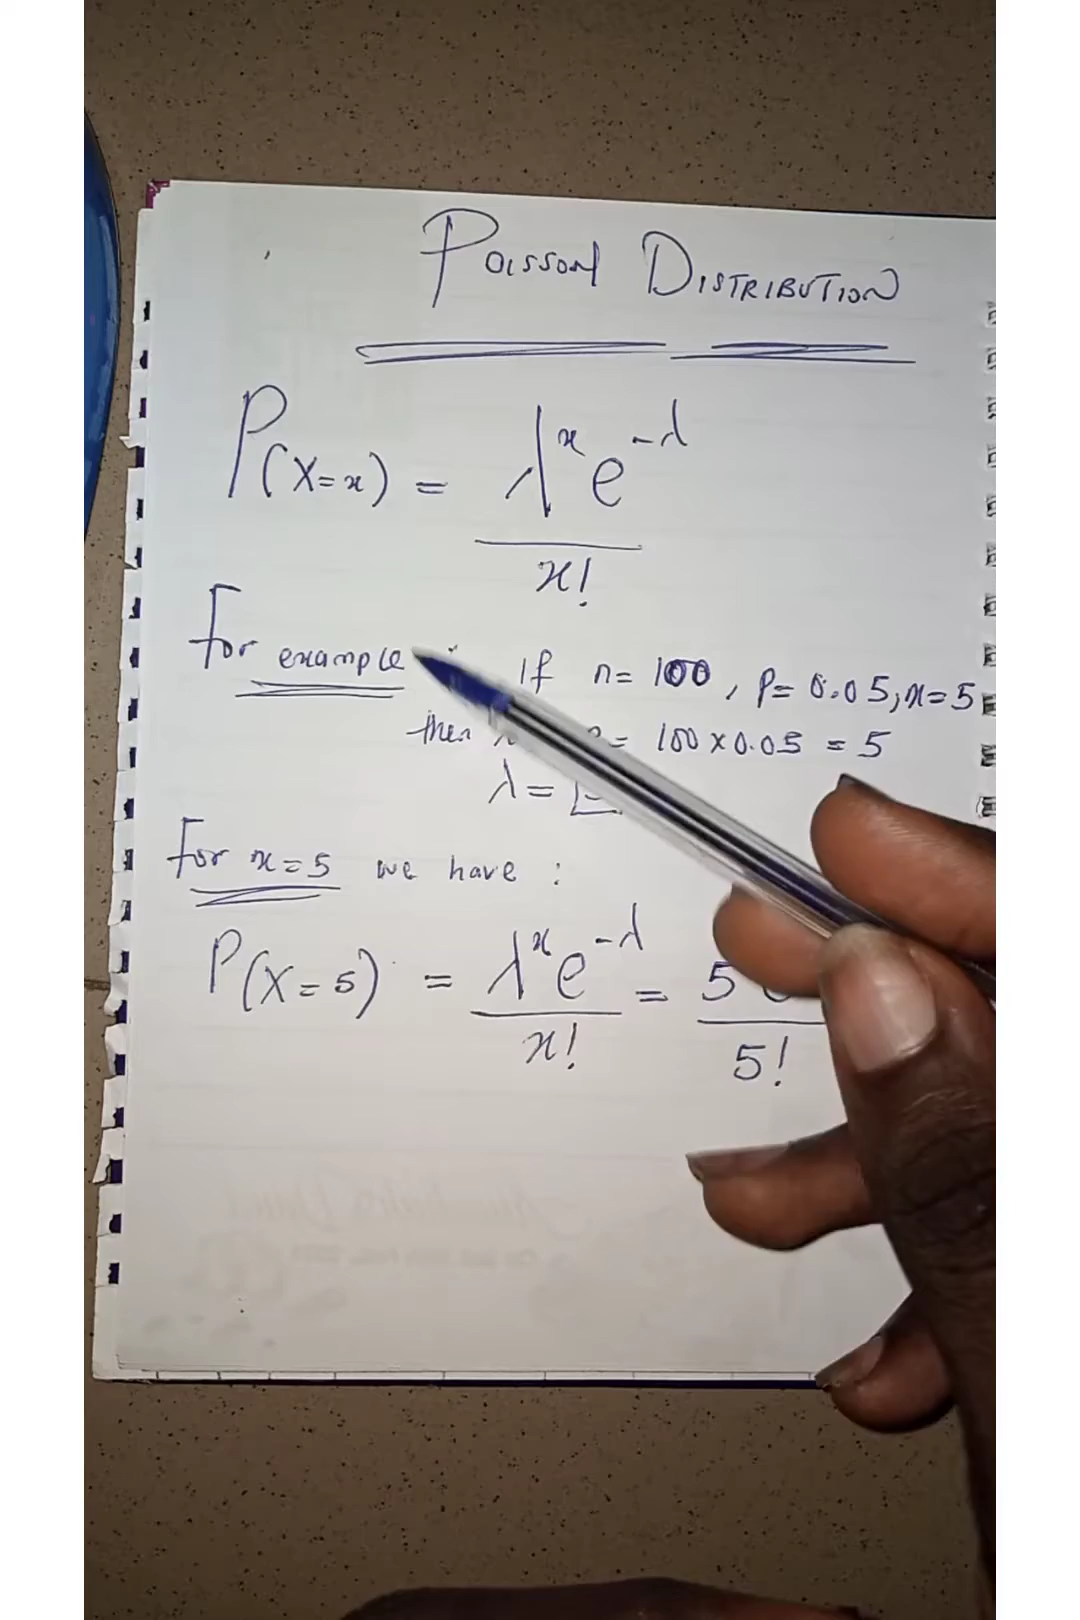 POISSON DISTRIBUTION
P(X=x) = λ^x e^-λ / x!
For example : If n= 100 , P= 0.05, x=5
then = 100 x 0.05 = 5
λ =
For x=5 we have :
P(X=5) = λ^x e^-λ / x! = 5 / 5!